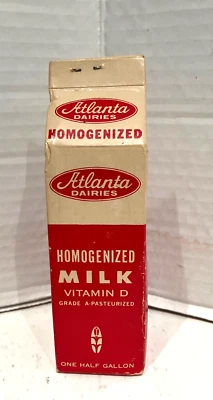 Atlanta
DAIRIES
HOMOGENIZED
Atlanta
DAIRIES
HOMOGENIZED
MILK
VITAMIN D
GRADE A-PASTEURIZED
ONE HALF GALLON